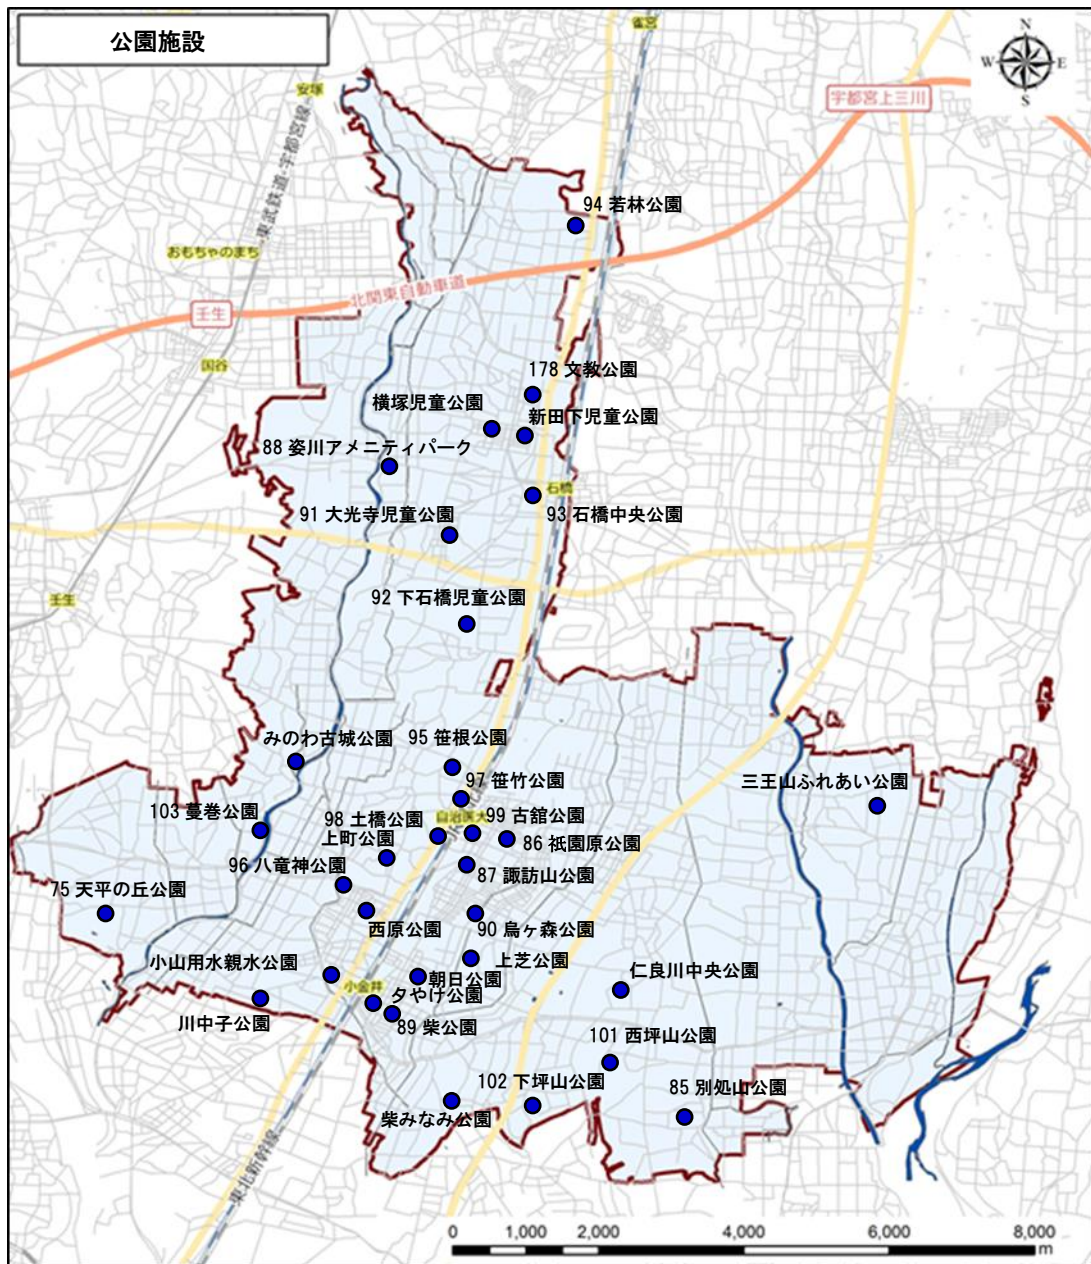 公園施設
雀宮
N
W
E
S
安塚
宇都宮上三川
東武鉄道-宇都宮線
94 若林公園
おもちゃのまち
北関東自動車道
壬生
国谷
178 文教公園
横塚児童公園
新田下児童公園
88 姿川アメニティパーク
石橋
91 大光寺児童公園
93 石橋中央公園
壬生
92 下石橋児童公園
みのわ古城公園
95 笹根公園
97 笹竹公園
三王山ふれあい公園
103 蔓巻公園
98 土橋公園
自治医大
99 古舘公園
上町公園
86 祇園原公園
96 八竜神公園
87 諏訪山公園
75 天平の丘公園
西原公園
90 烏ヶ森公園
小山用水親水公園
上芝公園
仁良川中央公園
朝日公園
小金井
夕やけ公園
川中子公園
89 柴公園
101 西坪山公園
102 下坪山公園
85 別処山公園
柴みなみ公園
東北新幹線
0 1,000 2,000 4,000 6,000 8,000
m